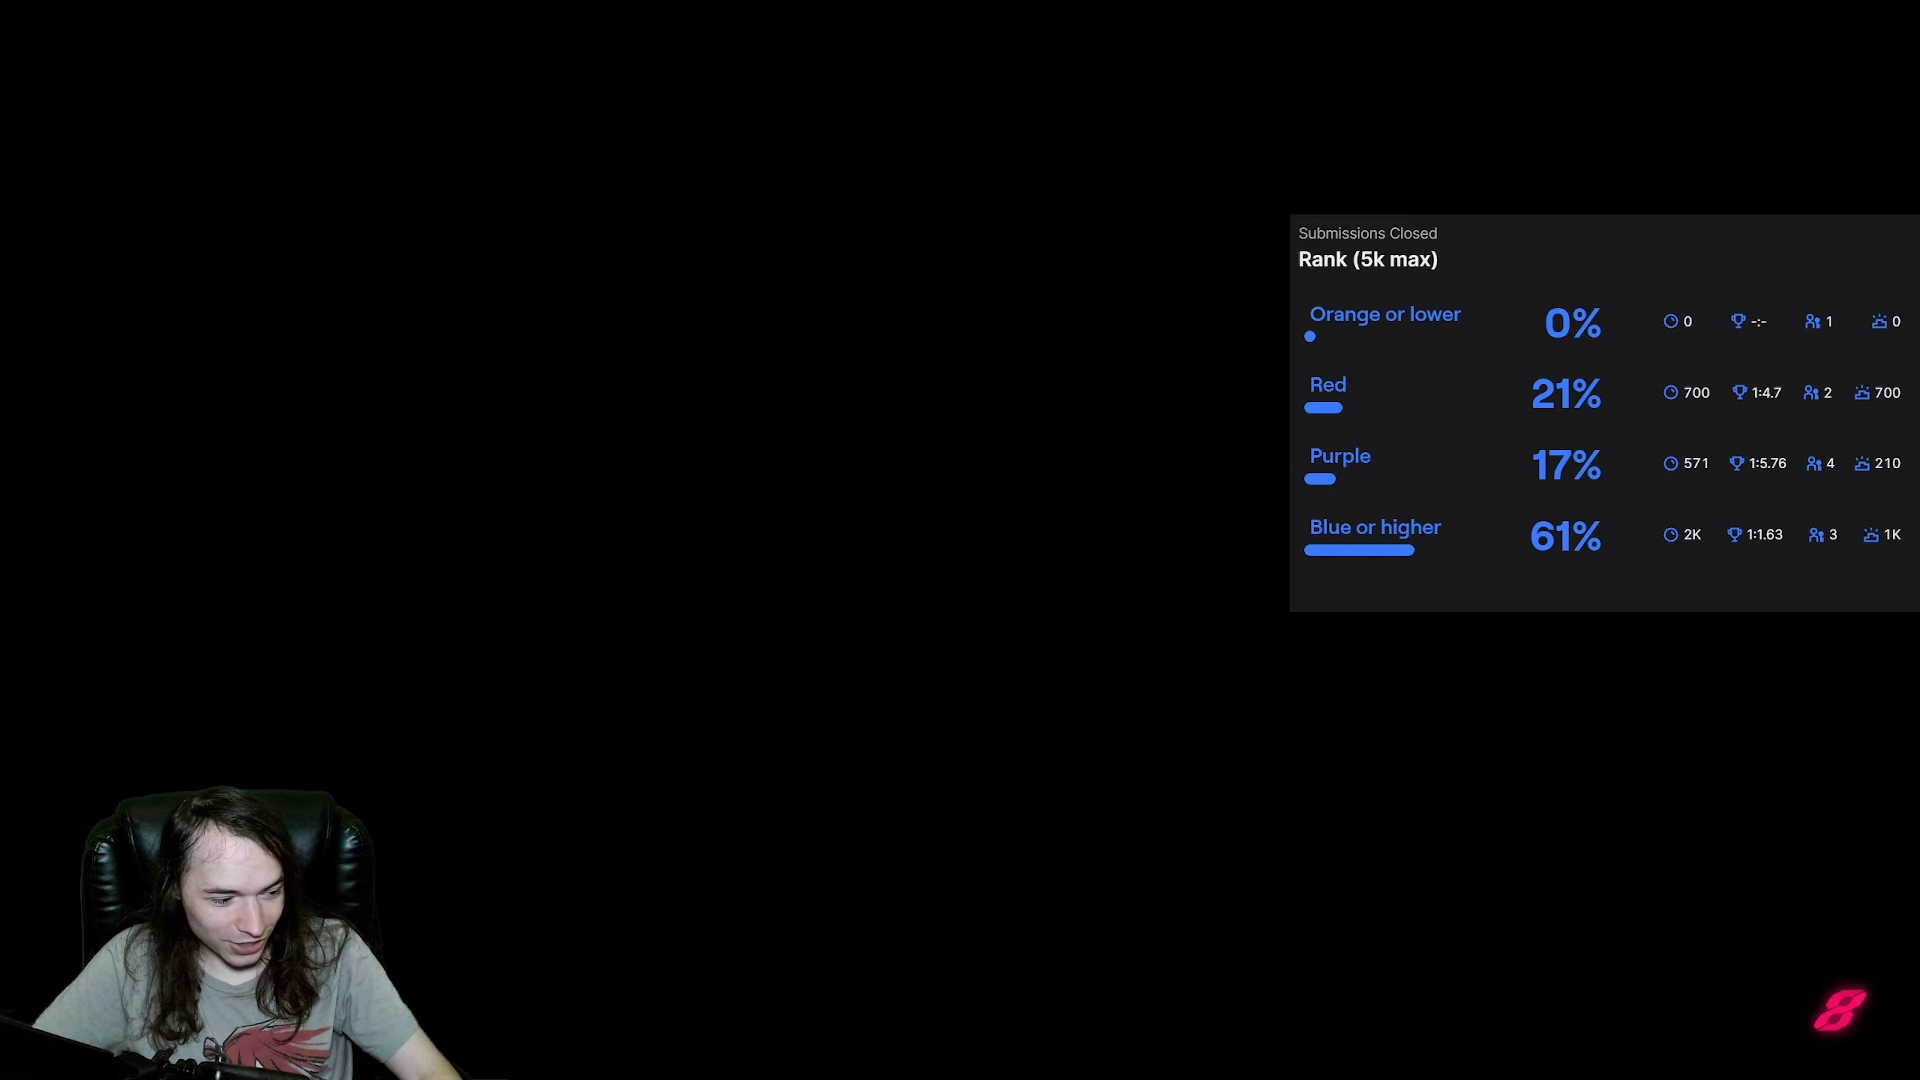 Submissions Closed
Rank (5k max)
Orange or lower 0% 0 -:- 1 0
Red 21% 700 1:4.7 2 700
Purple 17% 571 1:5.76 4 210
Blue or higher 61% 2K 1:1.63 3 1K
8